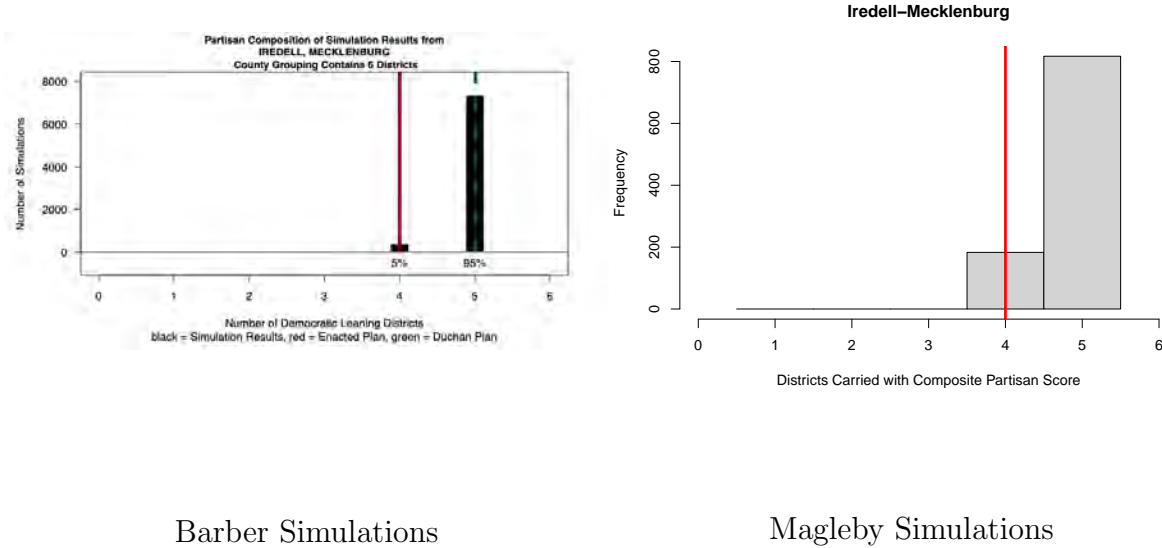 Partisan Composition of Simulation Results from
IREDELL, MECKLENBURG
County Grouping Contains 6 Districts
Number of Simulations
8000
6000
4000
2000
0
5%
95%
0
1
2
3
4
5
6
Number of Democratic Leaning Districts
black = Simulation Results, red = Enacted Plan, green = Duchan Plan
Barber Simulations
Iredell−Mecklenburg
Frequency
800
600
400
200
0
0
1
2
3
4
5
6
Districts Carried with Composite Partisan Score
Magleby Simulations